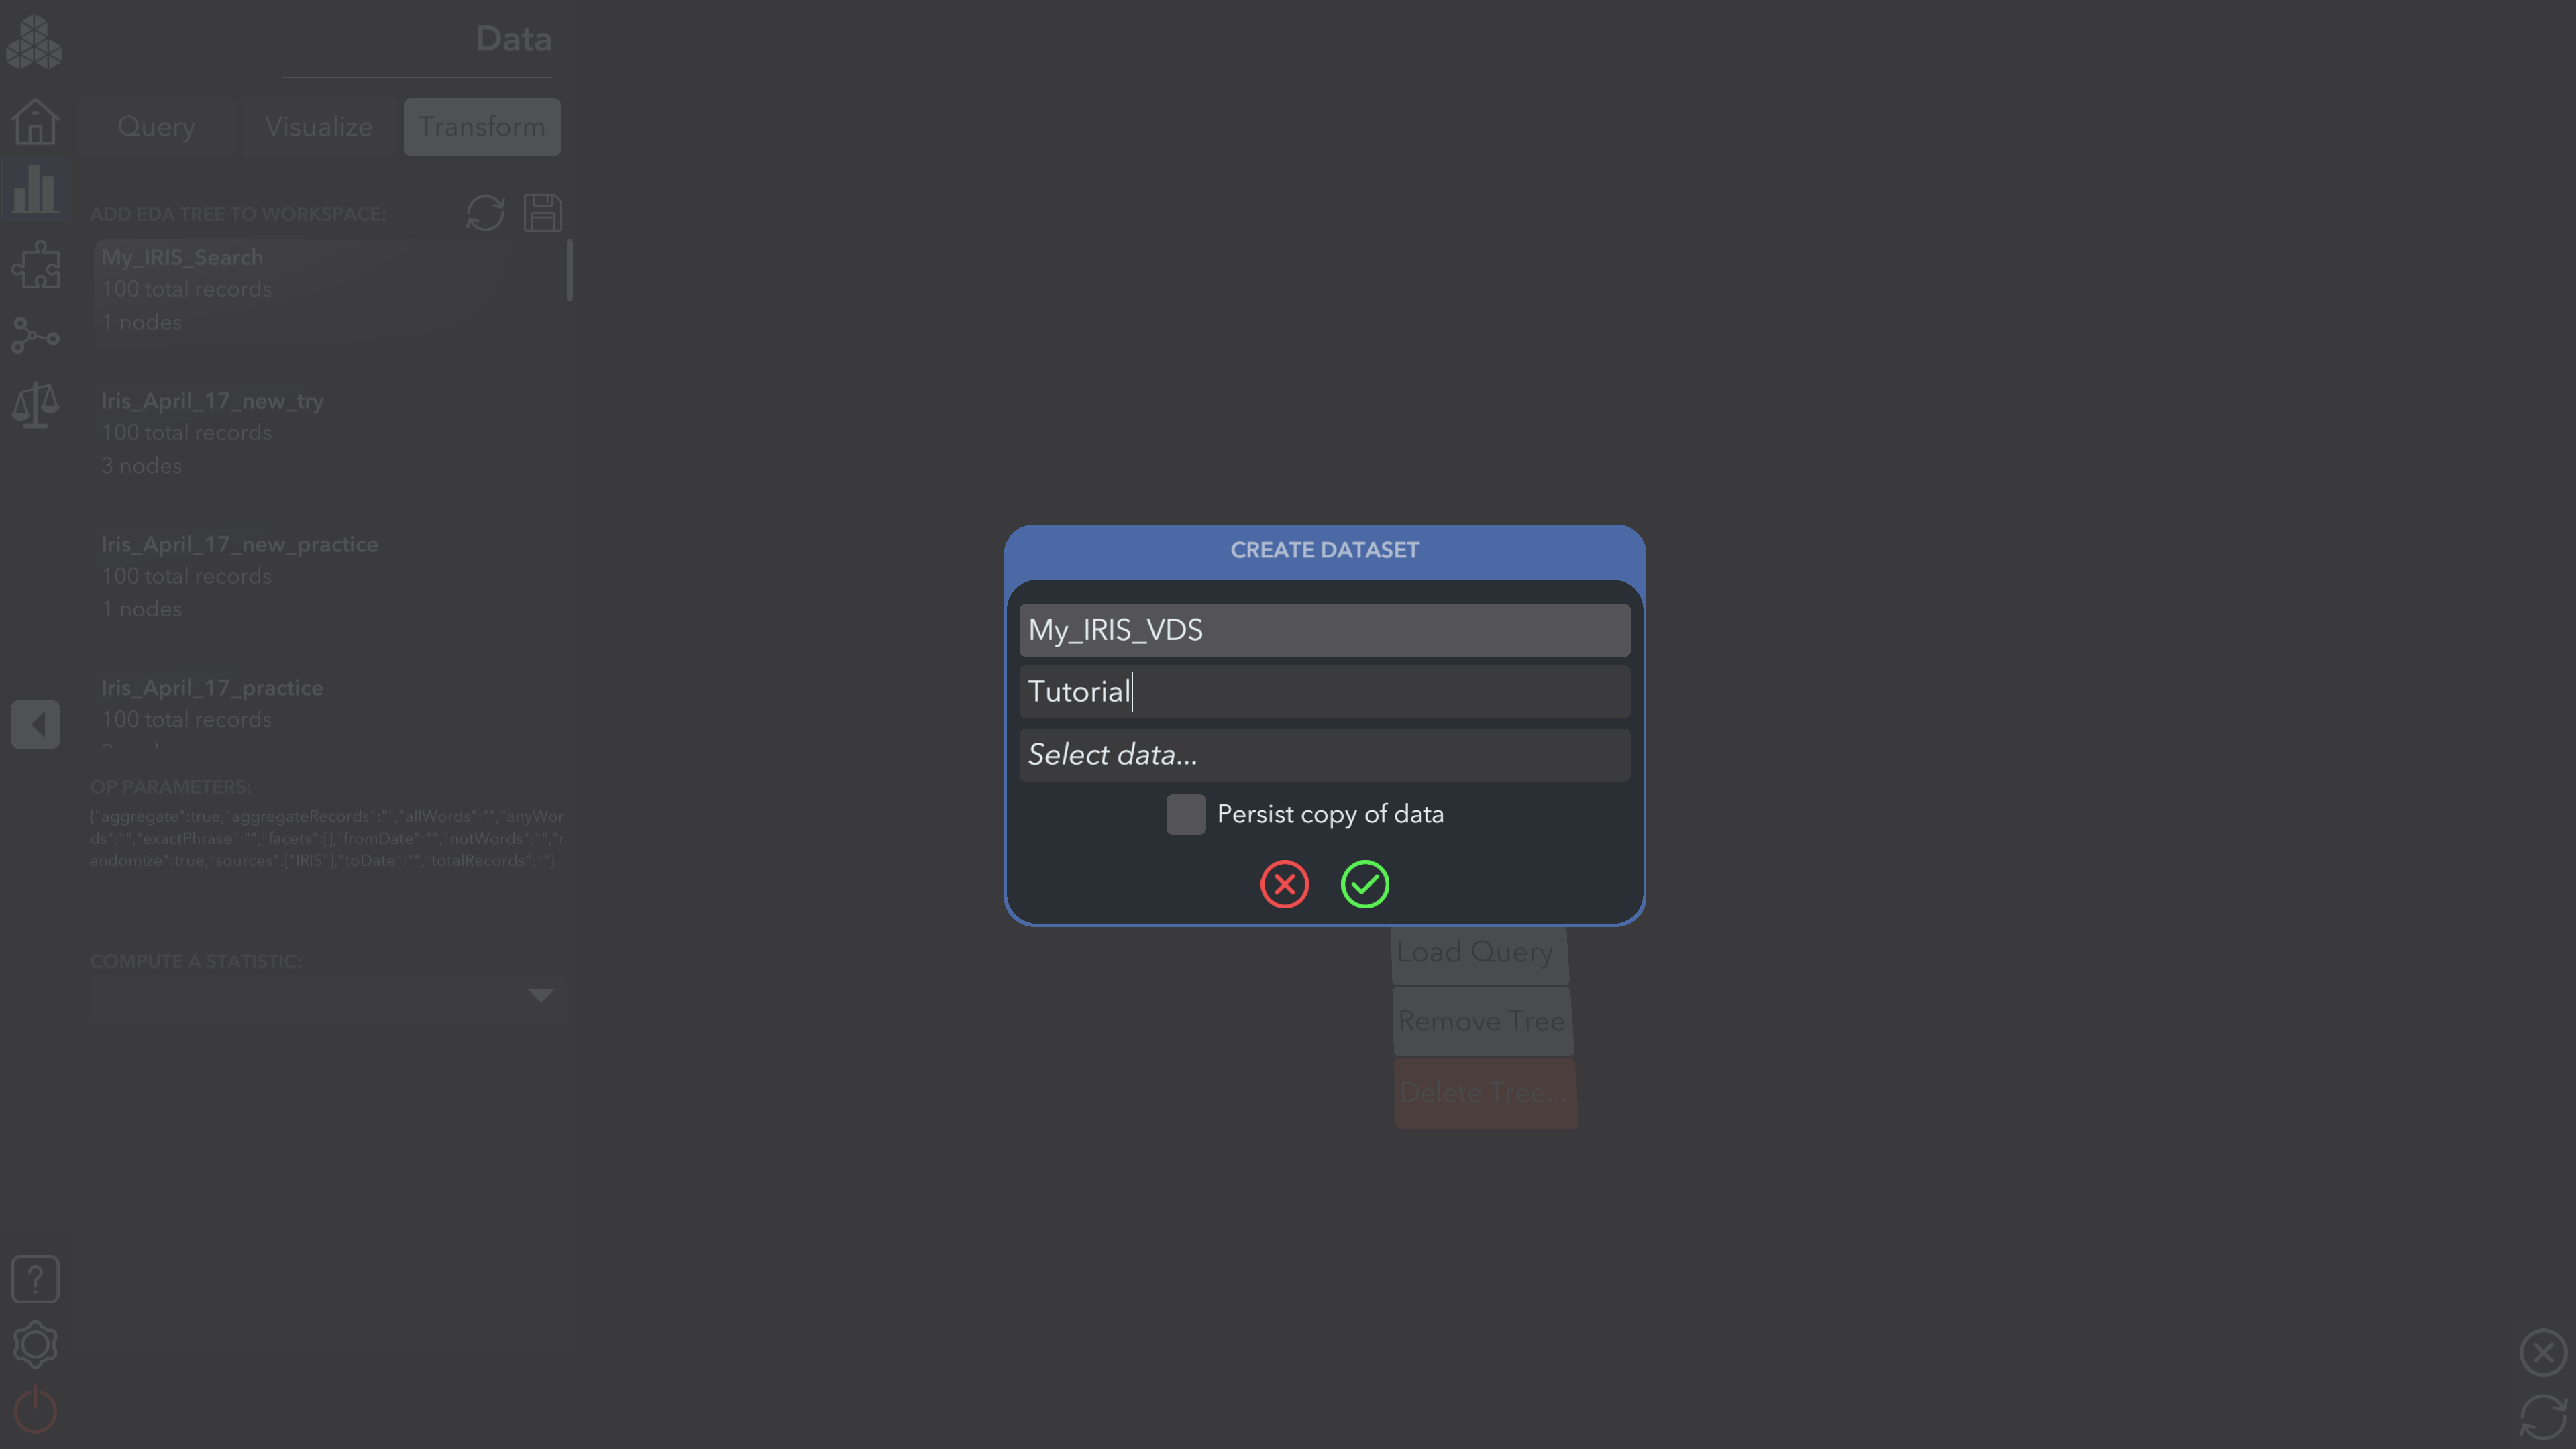 Data
Query
Visualize
Transform
ADD EDA TREE TO WORKSPACE:
My_IRIS_Search
100 total records
1 nodes
Iris_April_17_new_try
100 total records
3 nodes
Iris_April_17_new_practice
100 total records
1 nodes
Iris_April_17_practice
100 total records
OP PARAMETERS:
{"aggregate":true,"aggregateRecords":"","allWords":"","anyWor
ds":"","exactPhrase":"","facets":[],"fromDate":"","notWords":"","r
andomize":true,"sources":["IRIS"],"toDate":"","totalRecords":""}
COMPUTE A STATISTIC:
CREATE DATASET
My_IRIS_VDS
Tutorial
Select data...
Persist copy of data
Load Query
Remove Tree
Delete Tree...
?